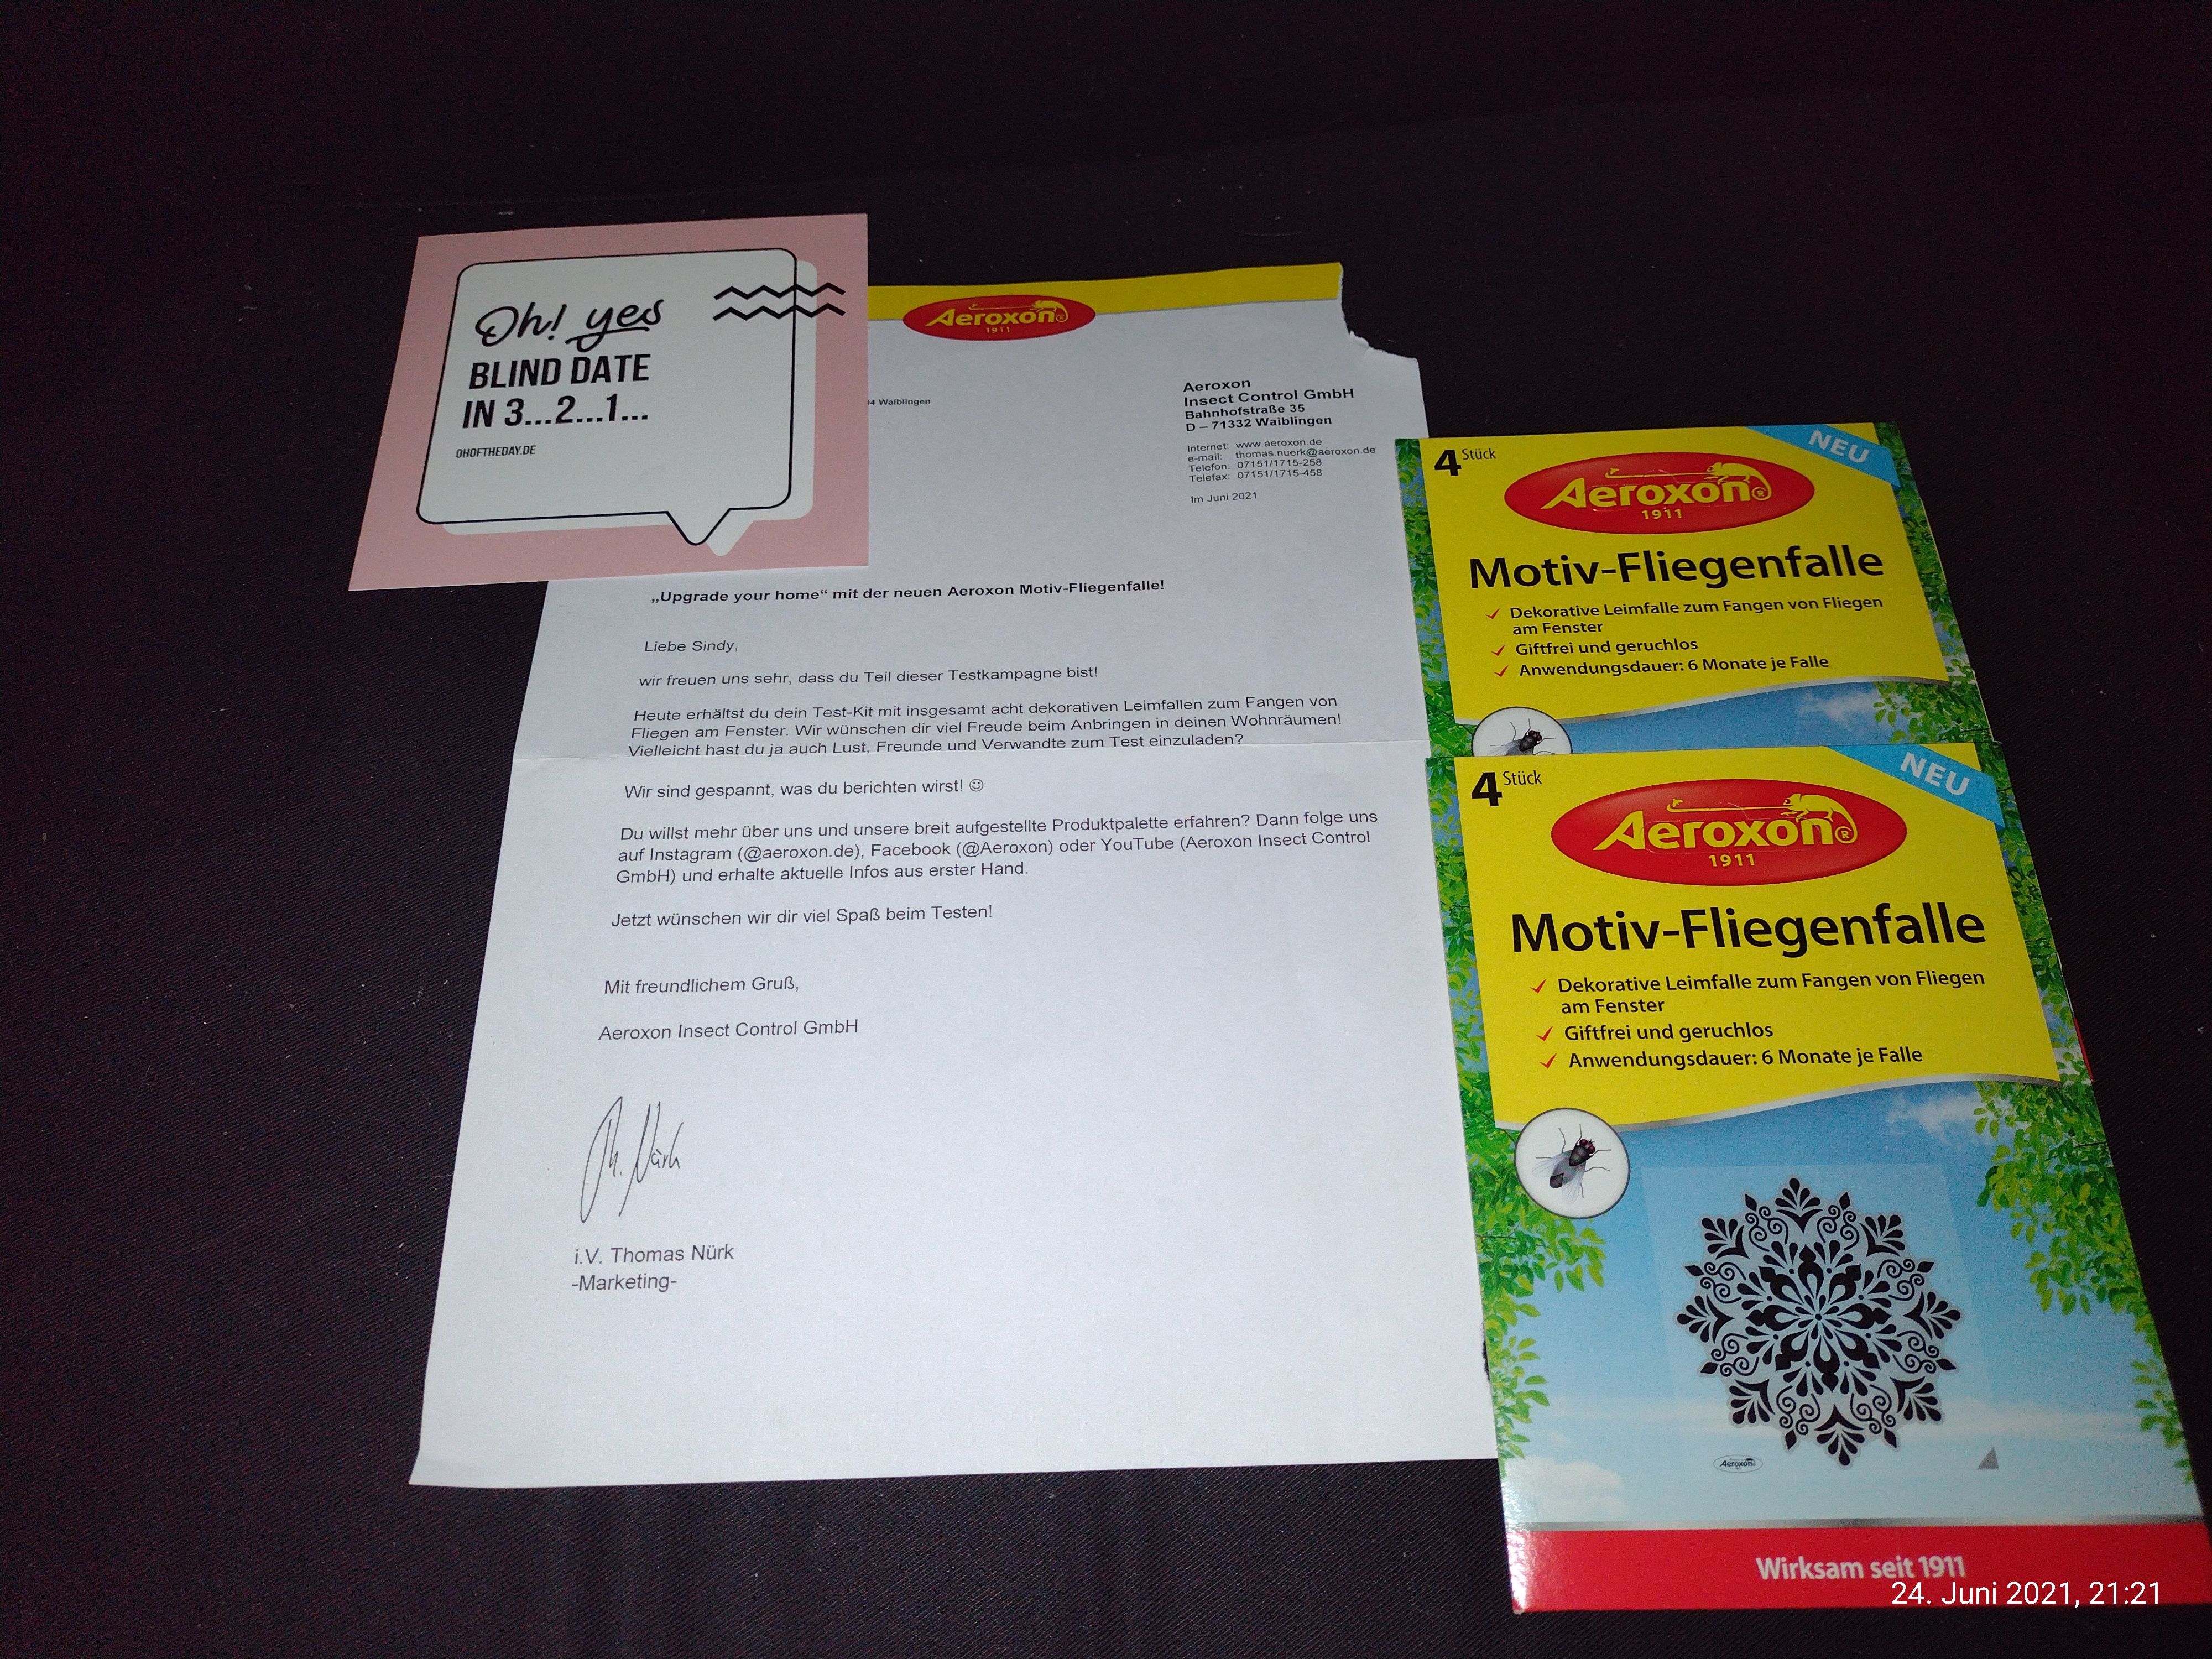 Oh! yes
BLIND DATE
IN 3...2...1...
OHOFTHEDAY.DE
Aeroxon®
1911
Waiblingen
Aeroxon
Insect Control GmbH
Bahnhofstraße 35
D – 71332 Waiblingen
Internet: www.aeroxon.de
e-mail: thomas.nuerk@aeroxon.de
Telefon: 07151/1715-258
Telefax: 07151/1715-458
Im Juni 2021
„Upgrade your home“ mit der neuen Aeroxon Motiv-Fliegenfalle!
Liebe Sindy,
wir freuen uns sehr, dass du Teil dieser Testkampagne bist!
Heute erhältst du dein Test-Kit mit insgesamt acht dekorativen Leimfallen zum Fangen von
Fliegen am Fenster. Wir wünschen dir viel Freude beim Anbringen in deinen Wohnräumen!
Vielleicht hast du ja auch Lust, Freunde und Verwandte zum Test einzuladen?
Wir sind gespannt, was du berichten wirst! ☺
Du willst mehr über uns und unsere breit aufgestellte Produktpalette erfahren? Dann folge uns
auf Instagram (@aeroxon.de), Facebook (@Aeroxon) oder YouTube (Aeroxon Insect Control
GmbH) und erhalte aktuelle Infos aus erster Hand.
Jetzt wünschen wir dir viel Spaß beim Testen!
Mit freundlichem Gruß,
Aeroxon Insect Control GmbH
Th. Nürk
i.V. Thomas Nürk
-Marketing-
4 Stück
NEU
Aeroxon®
1911
Motiv-Fliegenfalle
Dekorative Leimfalle zum Fangen von Fliegen
am Fenster
Giftfrei und geruchlos
Anwendungsdauer: 6 Monate je Falle
4 Stück
NEU
Aeroxon®
1911
Motiv-Fliegenfalle
Dekorative Leimfalle zum Fangen von Fliegen
am Fenster
Giftfrei und geruchlos
Anwendungsdauer: 6 Monate je Falle
Aeroxon
Wirksam seit 1911
24. Juni 2021, 21:21